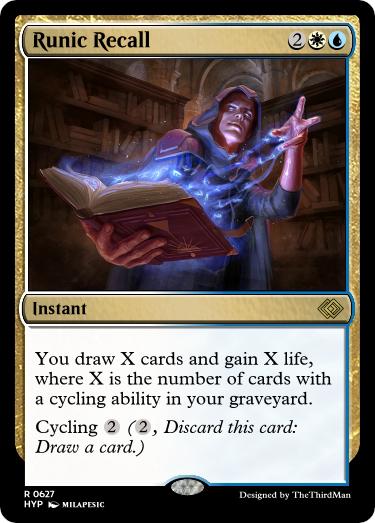 Runic Recall 2
Instant
You draw X cards and gain X life,
where X is the number of cards with
a cycling ability in your graveyard.
Cycling 2 (2, Discard this card:
Draw a card.)
R 0627
HYP MILAPESIC
Designed by TheThirdMan